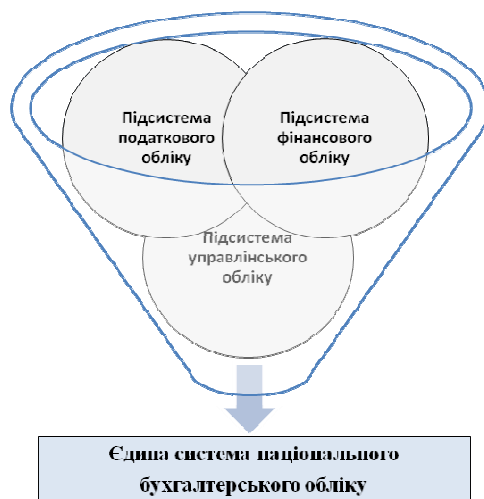 Підсистема
податкового
обліку
Підсистема
фінансового
обліку
Підсистема
управлінського
обліку
Єдина система національного
бухгалтерського обліку